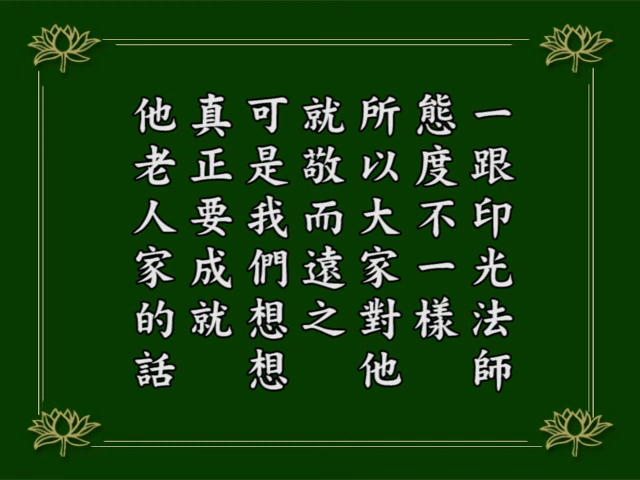 一跟印光法師
態度不一樣
所以大家對他
就敬而遠之
可是我們想想
真正要成就
他老人家的話